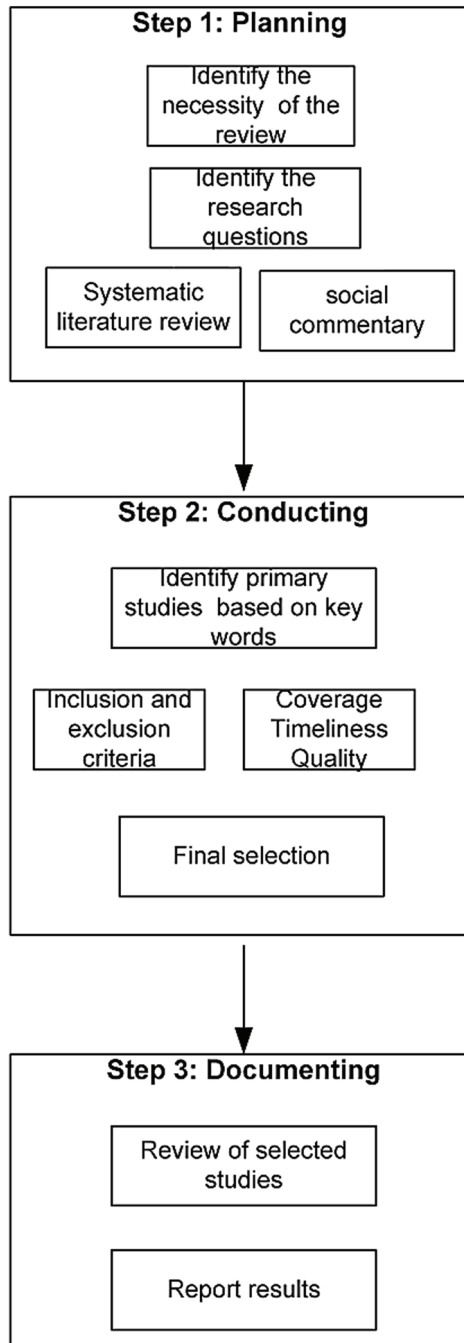 Step 1: Planning
Identify the
necessity of the
review
Identify the
research
questions
Systematic
literature review
social
commentary
Step 2: Conducting
Identify primary
studies based on key
words
Inclusion and
exclusion
criteria
Coverage
Timeliness
Quality
Final selection
Step 3: Documenting
Review of selected
studies
Report results